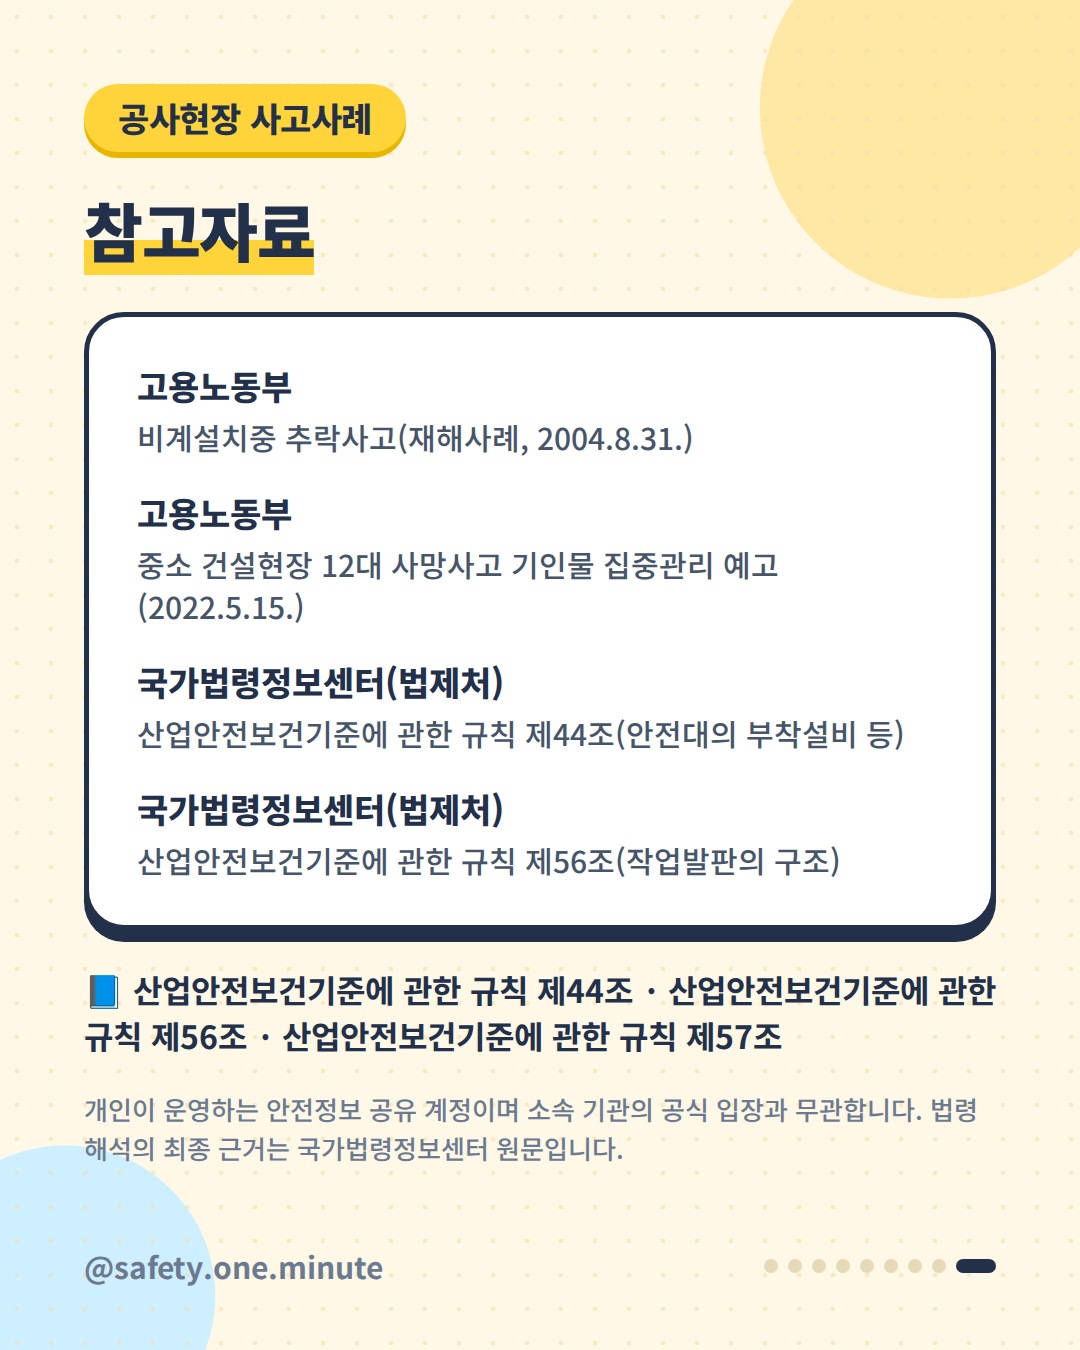 공사현장 사고사례
참고자료
고용노동부
비계설치중 추락사고(재해사례, 2004.8.31.)
고용노동부
중소 건설현장 12대 사망사고 기인물 집중관리 예고
(2022.5.15.)
국가법령정보센터(법제처)
산업안전보건기준에 관한 규칙 제44조(안전대의 부착설비 등)
국가법령정보센터(법제처)
산업안전보건기준에 관한 규칙 제56조(작업발판의 구조)
📘 산업안전보건기준에 관한 규칙 제44조 · 산업안전보건기준에 관한
규칙 제56조 · 산업안전보건기준에 관한 규칙 제57조
개인이 운영하는 안전정보 공유 계정이며 소속 기관의 공식 입장과 무관합니다. 법령
해석의 최종 근거는 국가법령정보센터 원문입니다.
@safety.one.minute